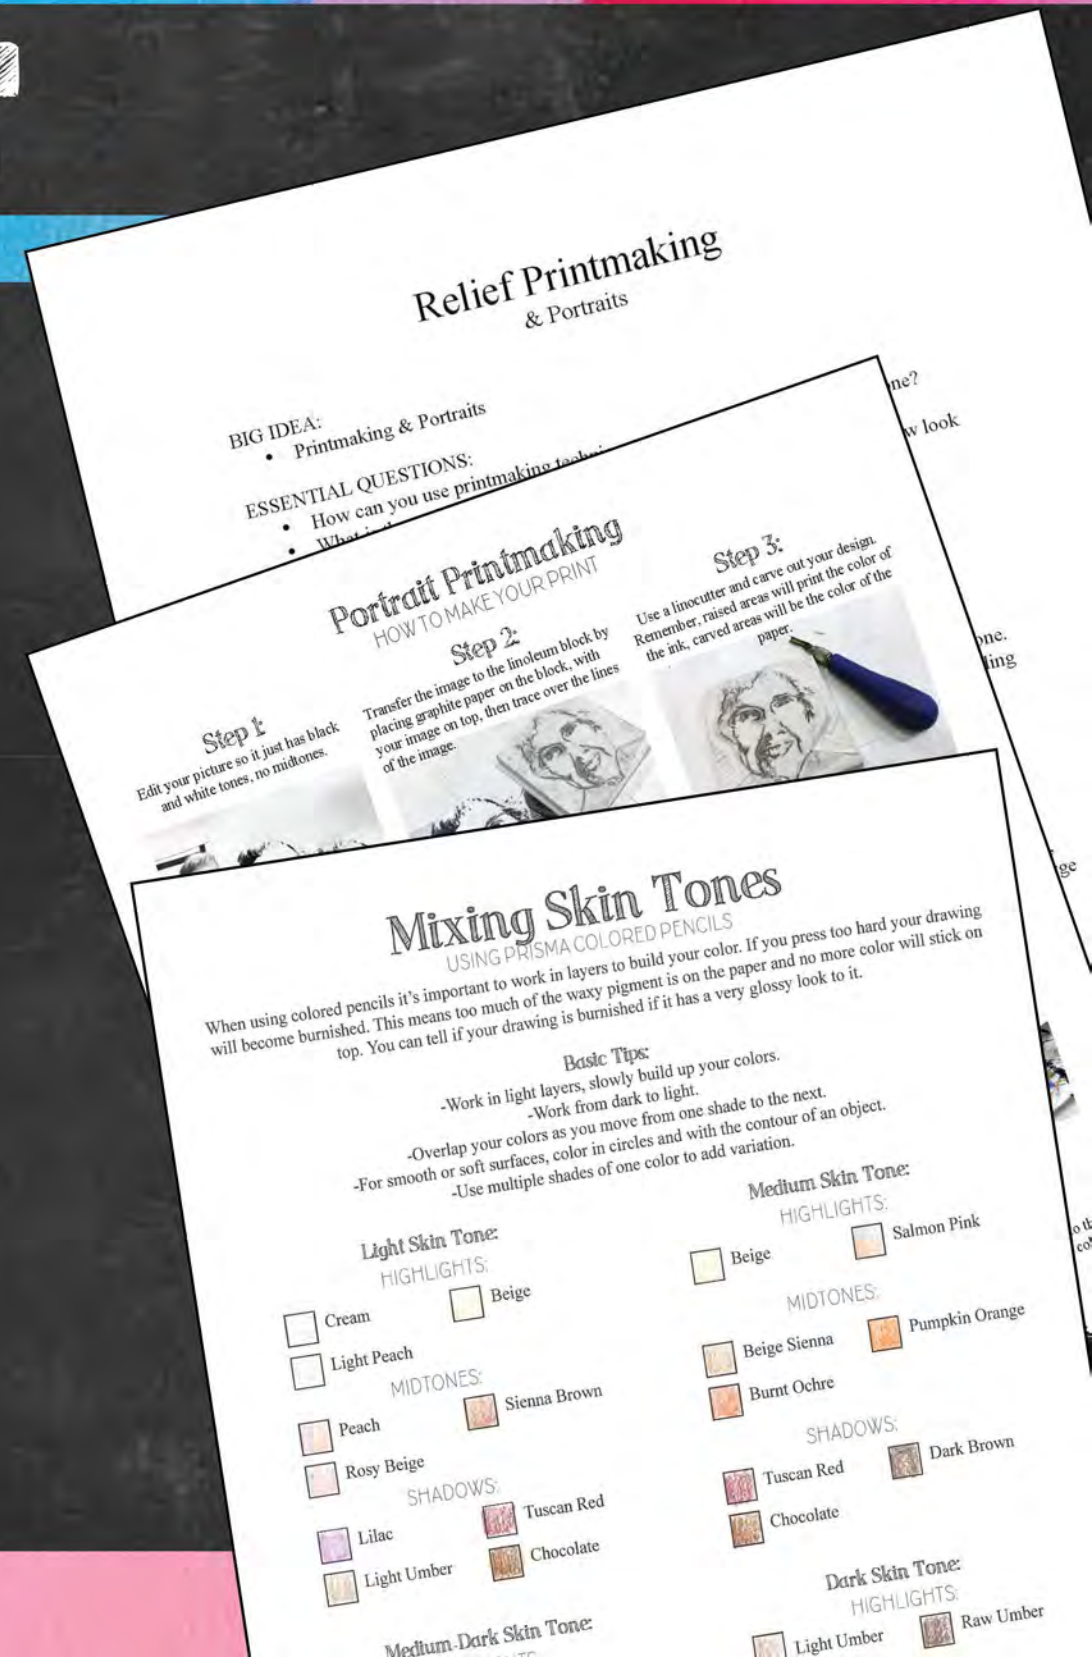 Relief Printmaking
& Portraits
BIG IDEA:
• Printmaking & Portraits
ESSENTIAL QUESTIONS:
• How can you use printmaking
• What
look
Portrait Printmaking
HOW TO MAKE YOUR PRINT
Step 1:
Edit your picture so it just has black
and white tones, no midtones.
Step 2:
Transfer the image to the linoleum block by
placing graphite paper on the block, with
your image on top, then trace over the lines
of the image.
Step 3:
Use a linocutter and carve out your design.
Remember, raised areas will print the color of
the ink, carved areas will be the color of the
paper.
Mixing Skin Tones
USING PRISMA COLORED PENCILS
When using colored pencils it's important to work in layers to build your color. If you press too hard your drawing
will become burnished. This means too much of the waxy pigment is on the paper and no more color will stick on
top. You can tell if your drawing is burnished if it has a very glossy look to it.
Basic Tips:
-Work in light layers, slowly build up your colors.
-Work from dark to light.
-Overlap your colors as you move from one shade to the next.
-For smooth or soft surfaces, color in circles and with the contour of an object.
-Use multiple shades of one color to add variation.
Light Skin Tone:
HIGHLIGHTS:
Cream
Beige
Light Peach
MIDTONES:
Peach
Sienna Brown
Rosy Beige
SHADOWS:
Lilac
Tuscan Red
Light Umber
Chocolate
Medium-Dark Skin Tone:
Medium Skin Tone:
HIGHLIGHTS:
Beige
Salmon Pink
MIDTONES:
Beige Sienna
Pumpkin Orange
Burnt Ochre
SHADOWS:
Tuscan Red
Dark Brown
Chocolate
Dark Skin Tone:
HIGHLIGHTS:
Light Umber
Raw Umber